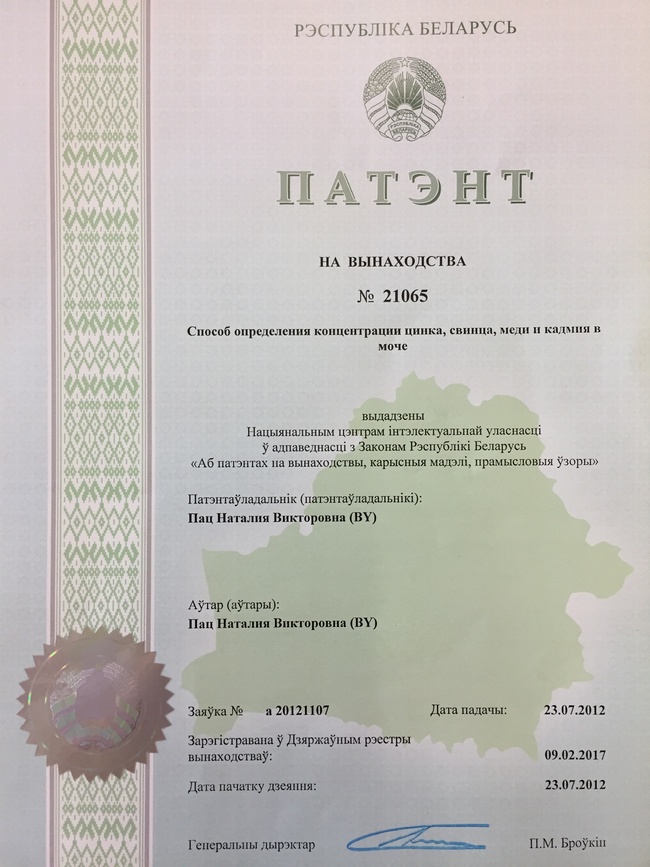 РЭСПУБЛІКА БЕЛАРУСЬ
ПАТЭНТ
НА ВЫНАХОДСТВА
№ 21065
Способ определения концентрации цинка, свинца, меди и кадмия в
моче
выдадзены
Нацыянальным цэнтрам інтэлектуальнай уласнасці
ў адпаведнасці з Законам Рэспублікі Беларусь
«Аб патэнтах на вынаходствы, карысныя мадэлі, прамысловыя ўзоры»
Патэнтаўладальнік (патэнтаўладальнікі):
Пац Наталия Викторовна (BY)
Аўтар (аўтары):
Пац Наталия Викторовна (BY)
Заяўка № а 20121107 Дата падачы: 23.07.2012
Зарэгістравана ў Дзяржаўным рэестры
вынаходстваў: 09.02.2017
Дата пачатку дзеяння: 23.07.2012
Генеральны дырэктар П.М. Броўкін